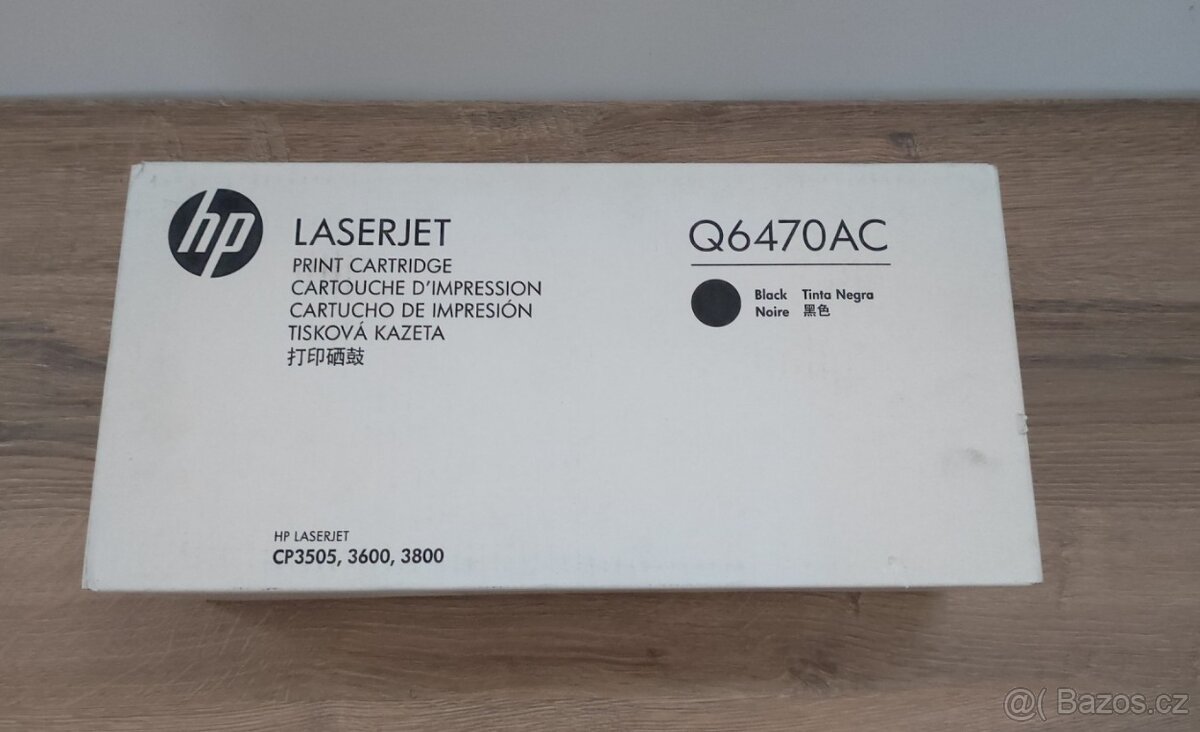 hp
LASERJET
PRINT CARTRIDGE
CARTOUCHE D'IMPRESSION
CARTUCHO DE IMPRESIÓN
TISKOVÁ KAZETA
打印硒鼓
Q6470AC
Black Tinta Negra
Noire 黑色
HP LASERJET
CP3505, 3600, 3800
@( Bazos.cz